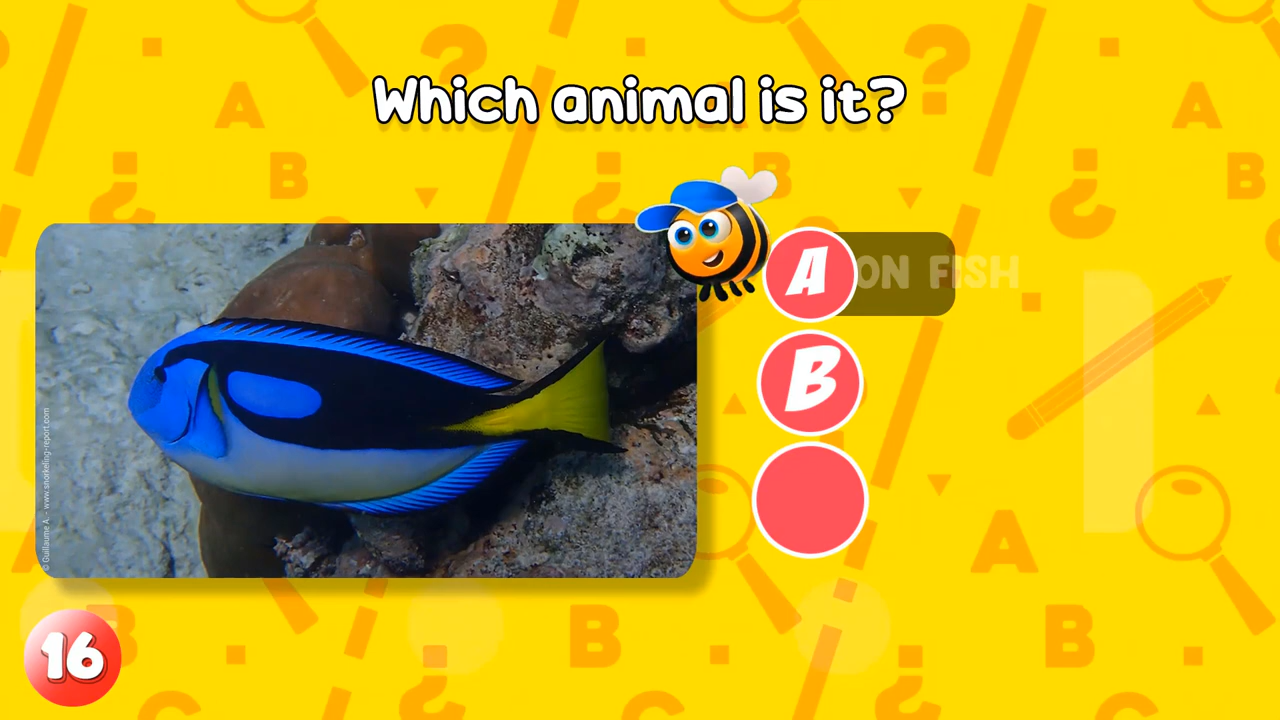 Which animal is it?
A
ON FISH
B
© Guillaume A. - www.snorkeling-report.com
16